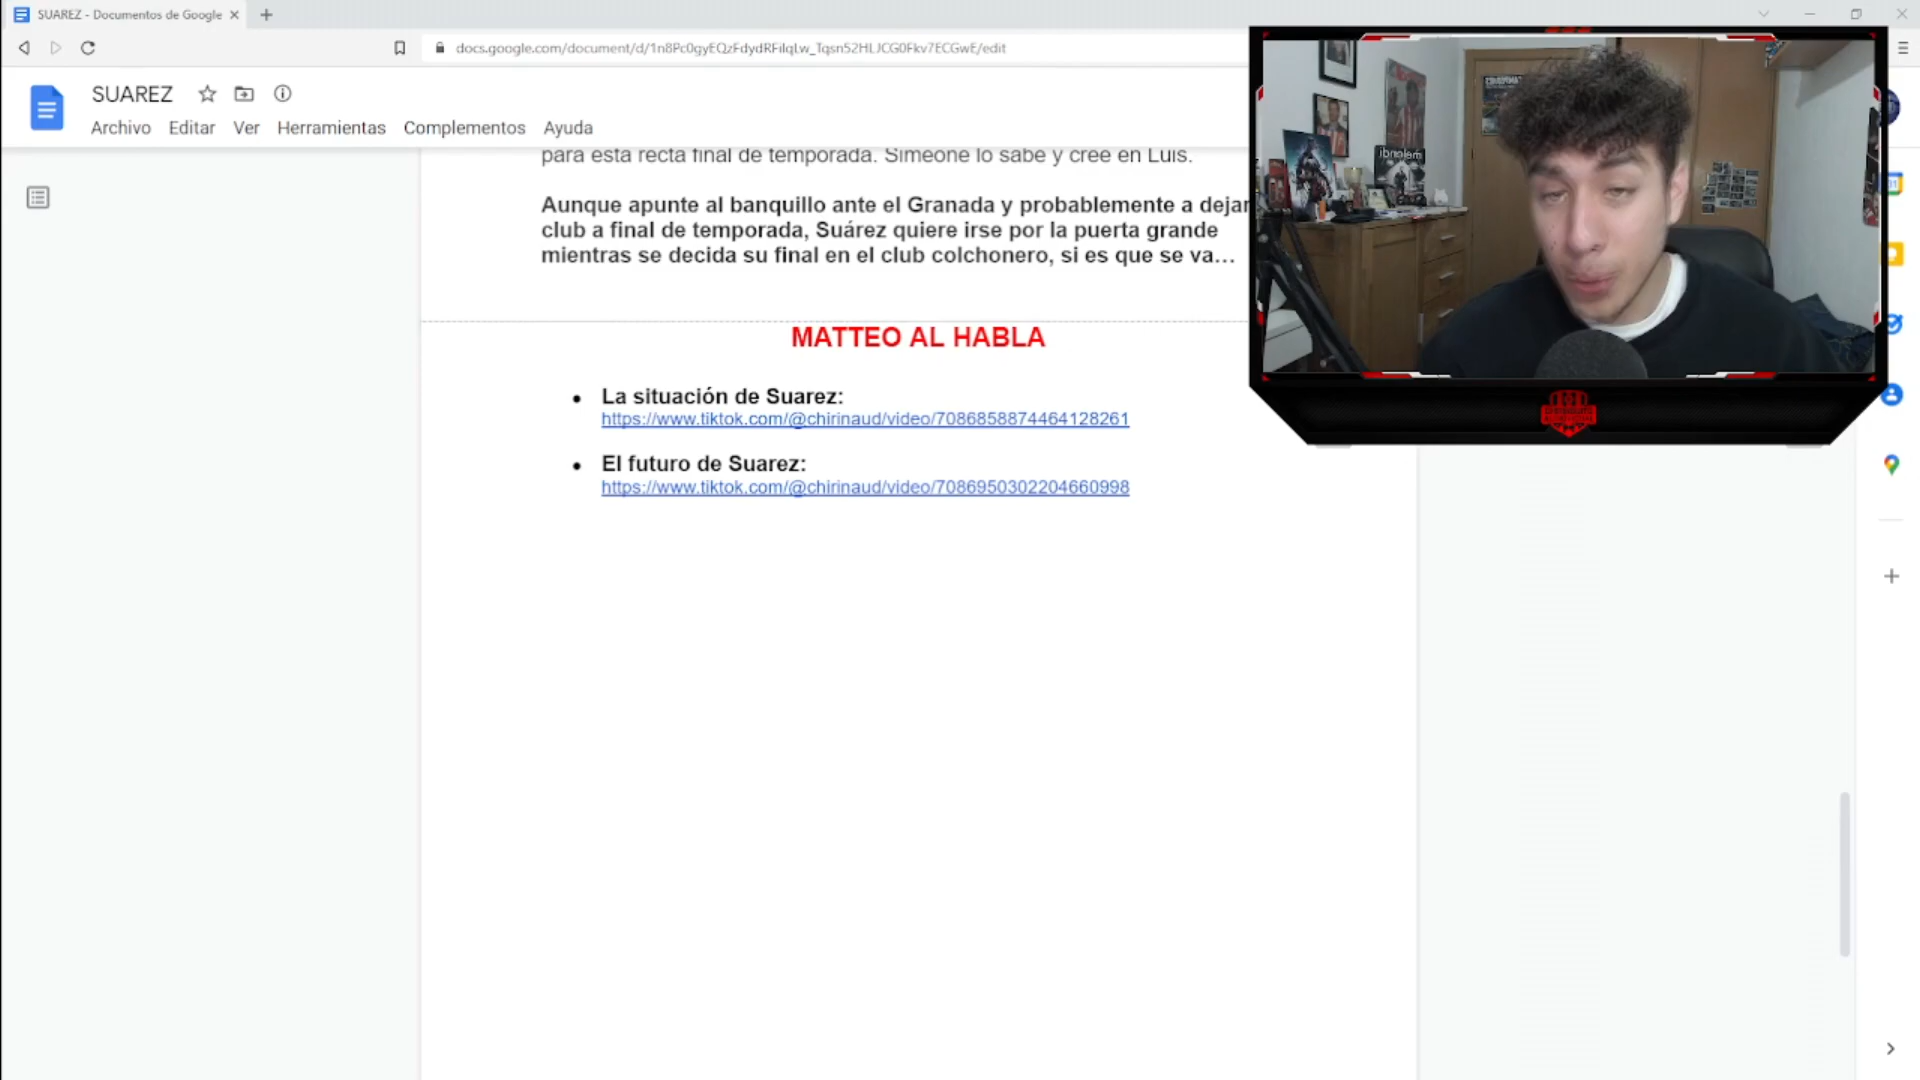 SUAREZ - Documentos de Google
docs.google.com/document/d/1n8Pc0gyEQzFdydRFilqLw_Tqsn52HLJCG0Fkv7ECGwE/edit
SUAREZ
Archivo Editar Ver Herramientas Complementos Ayuda
para esta recta final de temporada. Simeone lo sabe y cree en Luis.
Aunque apunte al banquillo ante el Granada y probablemente a dejar
club a final de temporada, Suárez quiere irse por la puerta grande
mientras se decida su final en el club colchonero, si es que se va...
MATTEO AL HABLA
La situación de Suarez:
https://www.tiktok.com/@chirinaud/video/7086858874464128261
El futuro de Suarez:
https://www.tiktok.com/@chirinaud/video/7086950302204660998